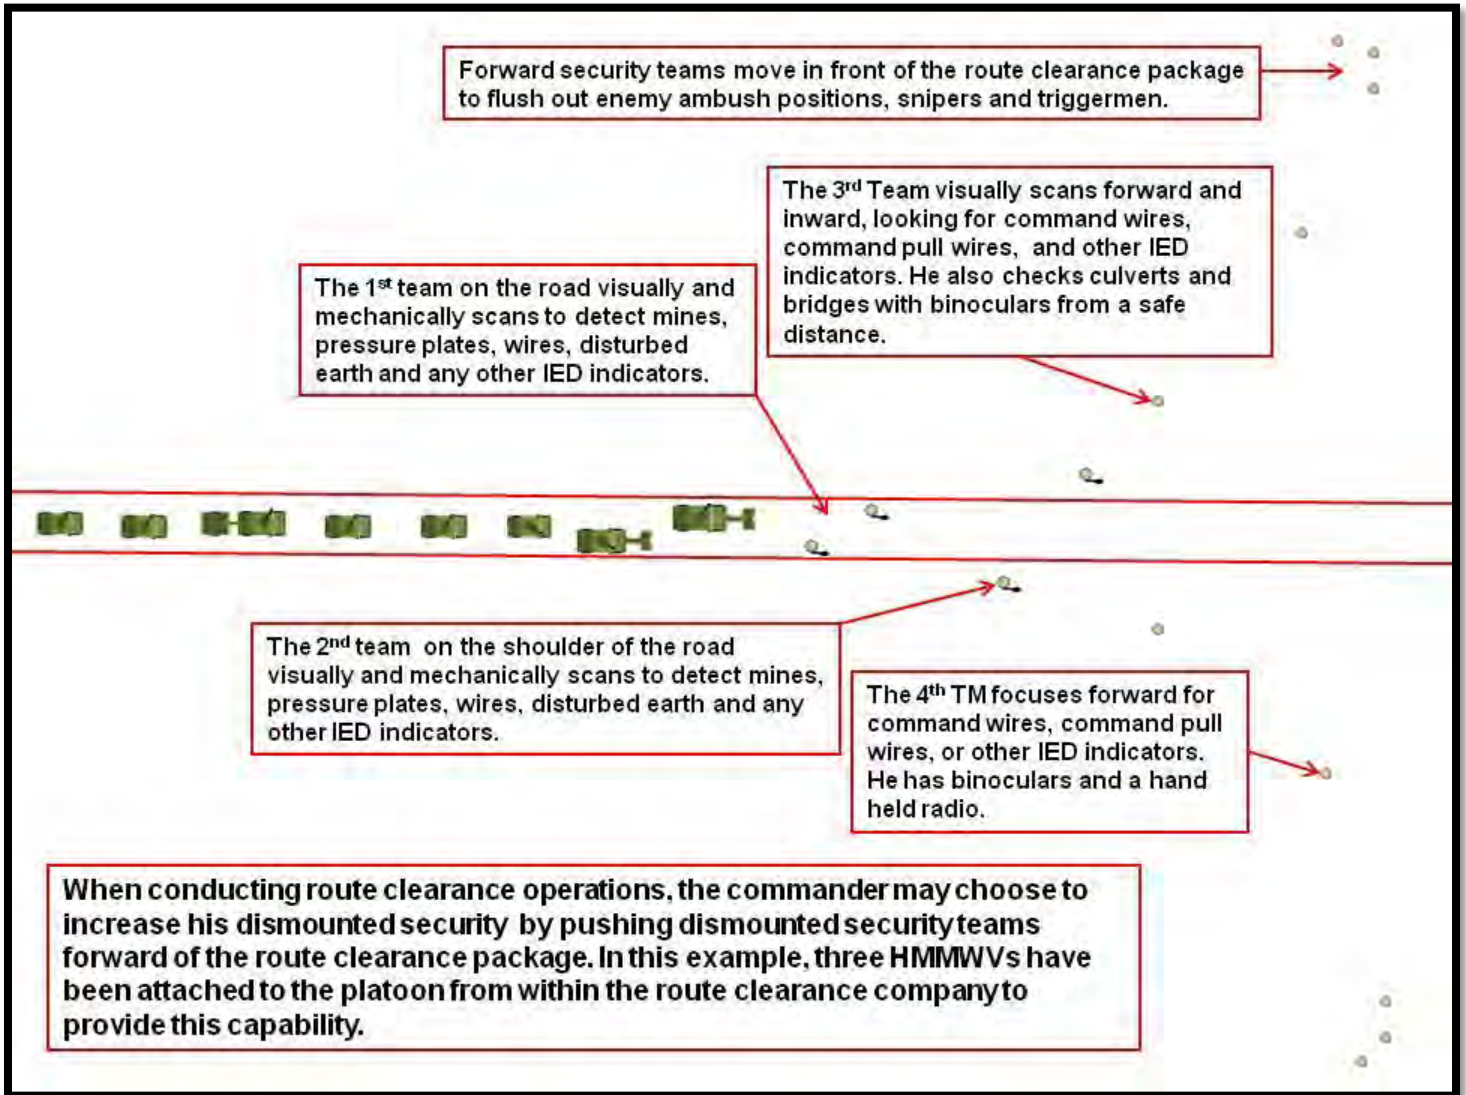 Forward security teams move in front of the route clearance package
to flush out enemy ambush positions, snipers and triggermen.
The 3rd Team visually scans forward and
inward, looking for command wires,
command pull wires, and other IED
indicators. He also checks culverts and
bridges with binoculars from a safe
distance.
The 1st team on the road visually and
mechanically scans to detect mines,
pressure plates, wires, disturbed
earth and any other IED indicators.
The 2nd team on the shoulder of the road
visually and mechanically scans to detect mines,
pressure plates, wires, disturbed earth and any
other IED indicators.
The 4th TM focuses forward for
command wires, command pull
wires, or other IED indicators.
He has binoculars and a hand
held radio.
When conducting route clearance operations, the commander may choose to
increase his dismounted security by pushing dismounted security teams
forward of the route clearance package. In this example, three HMMWVs have
been attached to the platoon from within the route clearance company to
provide this capability.